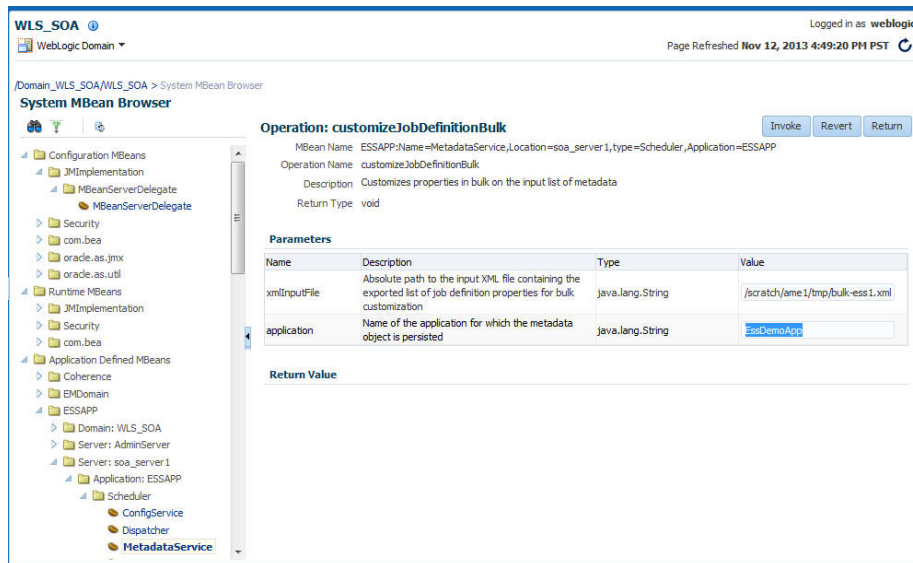 WLS_SOA
Logged in as weblogic
WebLogic Domain
Page Refreshed Nov 12, 2013 4:49:20 PM PST
/Domain_WLS_SOA/WLS_SOA > System MBean Browser
System MBean Browser
Operation: customizeJobDefinitionBulk
Invoke Revert Return
MBean Name ESSAPP:Name=MetadataService,Location=soa_server1,type=Scheduler,Application=ESSAPP
Operation Name customizeJobDefinitionBulk
Description Customizes properties in bulk on the input list of metadata
Return Type void
Configuration MBeans
JMImplementation
MBeanServerDelegate
MBeanServerDelegate
Security
com.bea
oracle.as.jmx
oracle.as.util
Runtime MBeans
JMImplementation
Security
com.bea
Application Defined MBeans
Coherence
EMDomain
ESSAPP
Domain: WLS_SOA
Server: AdminServer
Server: soa_server1
Application: ESSAPP
Scheduler
ConfigService
Dispatcher
MetadataService
Parameters
Name Description Type Value
xmlInputFile Absolute path to the input XML file containing the
exported list of job definition properties for bulk
customization java.lang.String /scratch/ame1/tmp/bulk-ess1.xml
application Name of the application for which the metadata
object is persisted java.lang.String EssDemoApp
Return Value